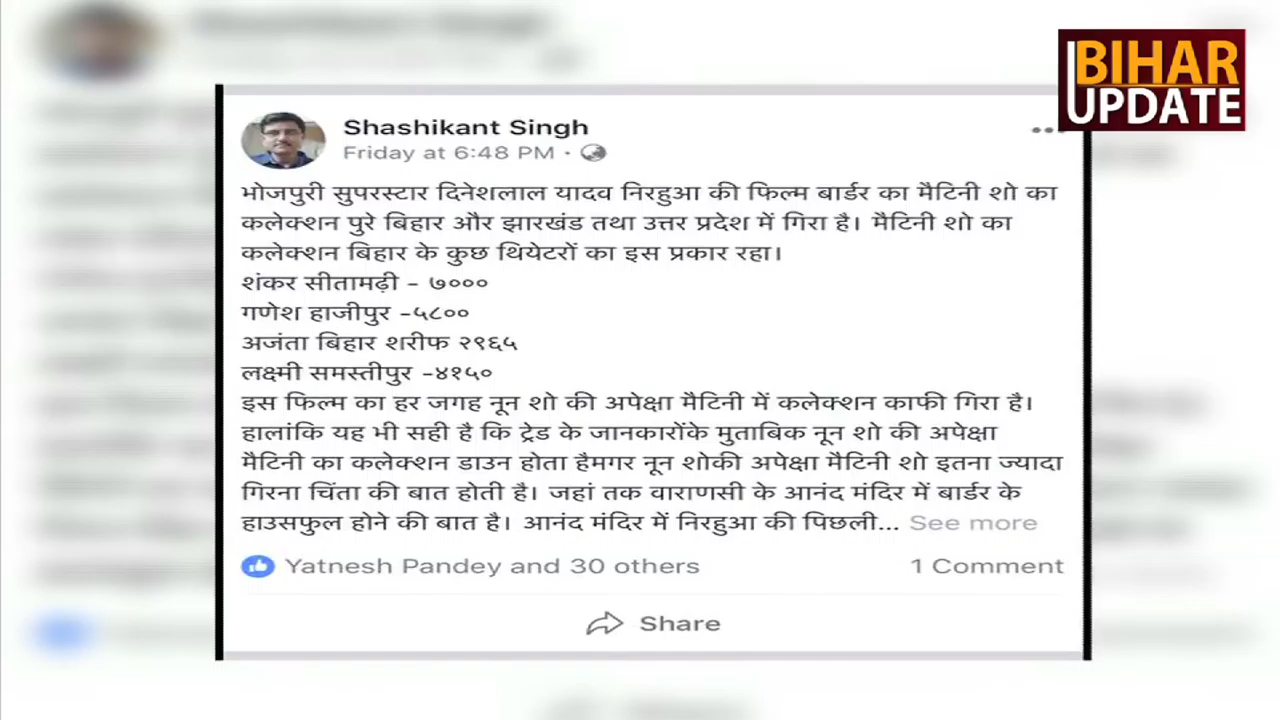 BIHAR
UPDATE
Shashikant Singh
Friday at 6:48 PM ·
भोजपुरी सुपरस्टार दिनेशलाल यादव निरहुआ की फिल्म बार्डर का मैटिनी शो का
कलेक्शन पुरे बिहार और झारखंड तथा उत्तर प्रदेश में गिरा है। मैटिनी शो का
कलेक्शन बिहार के कुछ थियेटरों का इस प्रकार रहा।
शंकर सीतामढ़ी - ७०००
गणेश हाजीपुर -५८००
अजंता बिहार शरीफ २९६५
लक्ष्मी समस्तीपुर -४१५०
इस फिल्म का हर जगह नून शो की अपेक्षा मैटिनी में कलेक्शन काफी गिरा है।
हालांकि यह भी सही है कि ट्रेड के जानकारोंके मुताबिक नून शो की अपेक्षा
मैटिनी का कलेक्शन डाउन होता हैमगर नून शोकी अपेक्षा मैटिनी शो इतना ज्यादा
गिरना चिंता की बात होती है। जहां तक वाराणसी के आनंद मंदिर में बार्डर के
हाउसफुल होने की बात है। आनंद मंदिर में निरहुआ की पिछली... See more
Yatnesh Pandey and 30 others 1 Comment
Share